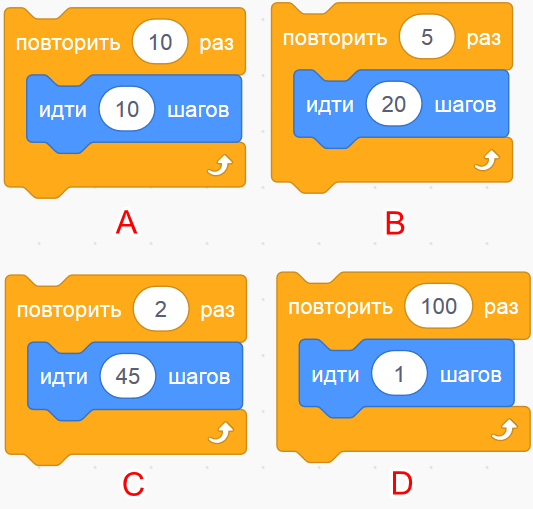 повторить 10 раз
идти 10 шагов
A
повторить 5 раз
идти 20 шагов
B
повторить 2 раз
идти 45 шагов
C
повторить 100 раз
идти 1 шагов
D